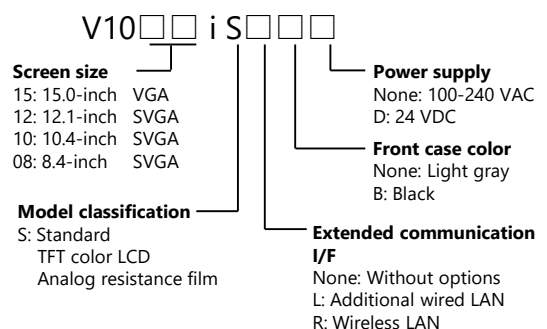 V10□□ i S□□□
Screen size
15: 15.0-inch VGA
12: 12.1-inch SVGA
10: 10.4-inch SVGA
08: 8.4-inch SVGA
Model classification
S: Standard
TFT color LCD
Analog resistance film
Power supply
None: 100-240 VAC
D: 24 VDC
Front case color
None: Light gray
B: Black
Extended communication
I/F
None: Without options
L: Additional wired LAN
R: Wireless LAN